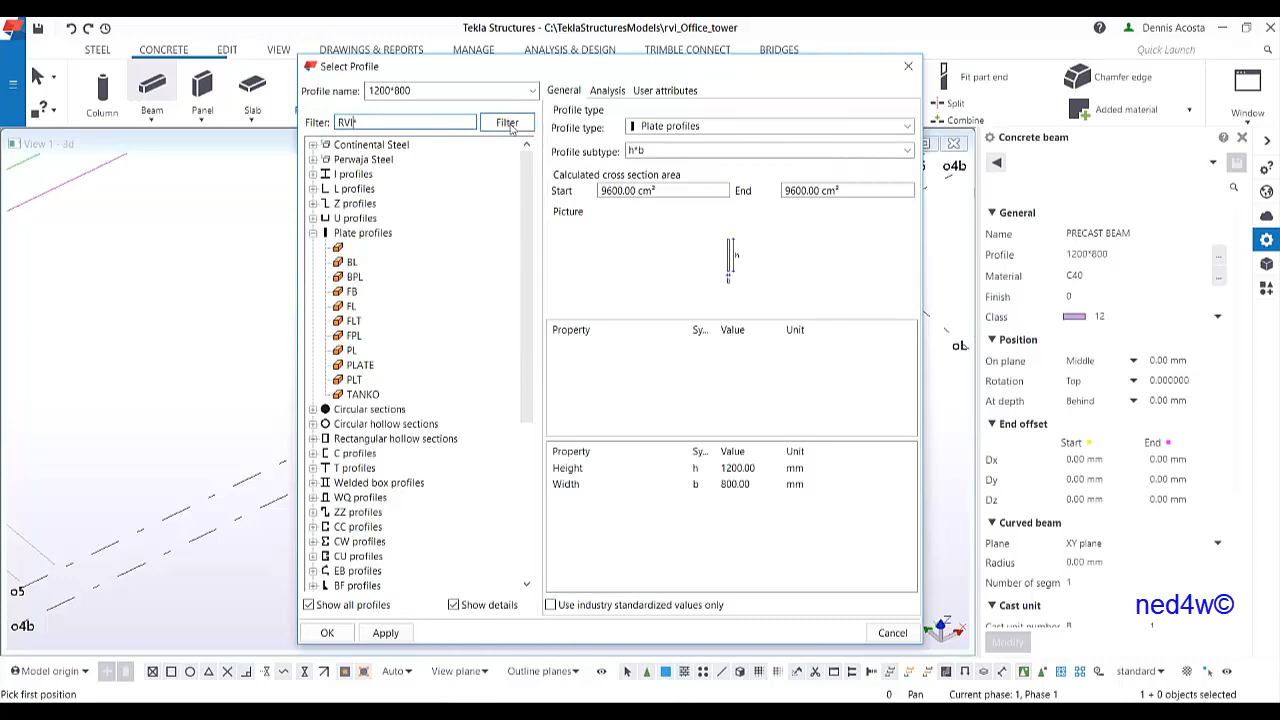 Tekla Structures - C:\TeklaStructuresModels\rvi_Office_tower
Dennis Acosta
STEEL CONCRETE EDIT VIEW DRAWINGS & REPORTS MANAGE ANALYSIS & DESIGN TRIMBLE CONNECT BRIDGES
Quick Launch
Column Beam Panel Slab
Fit part end
Chamfer edge
Split
Combine
Added material
Window
Select Profile
Profile name: 1200*800
Filter: RVI*
Filter
Continental Steel
Perwaja Steel
I profiles
L profiles
Z profiles
U profiles
Plate profiles
BL
BPL
FB
FL
FLT
FPL
PL
PLATE
PLT
TANKO
Circular sections
Circular hollow sections
Rectangular hollow sections
C profiles
T profiles
Welded box profiles
WQ profiles
ZZ profiles
CC profiles
CW profiles
CU profiles
EB profiles
BF profiles
Show all profiles
Show details
OK
Apply
General Analysis User attributes
Profile type
Profile type: Plate profiles
Profile subtype: h*b
Calculated cross section area
Start 9600.00 cm² End 9600.00 cm²
Picture
h
b
Property Sy... Value Unit
Property Sy... Value Unit
Height h 1200.00 mm
Width b 800.00 mm
Use industry standardized values only
Cancel
View 1 - 3d
o5
o4b
o4b
Concrete beam
General
Name PRECAST BEAM
Profile 1200*800 ...
Material C40 ...
Finish 0
Class 12
Position
On plane Middle 0.00 mm
Rotation Top 0.000000
At depth Behind 0.00 mm
End offset
Start End
Dx 0.00 mm 0.00 mm
Dy 0.00 mm 0.00 mm
Dz 0.00 mm 0.00 mm
Curved beam
Plane XY plane
Radius 0.00 mm
Number of segm 1
Cast unit
Cast unit number B 1
Modify
ned4w©
Z
Model origin
Auto
View plane
Outline planes
standard
Pick first position
0 Pan Current phase: 1, Phase 1 1 + 0 objects selected